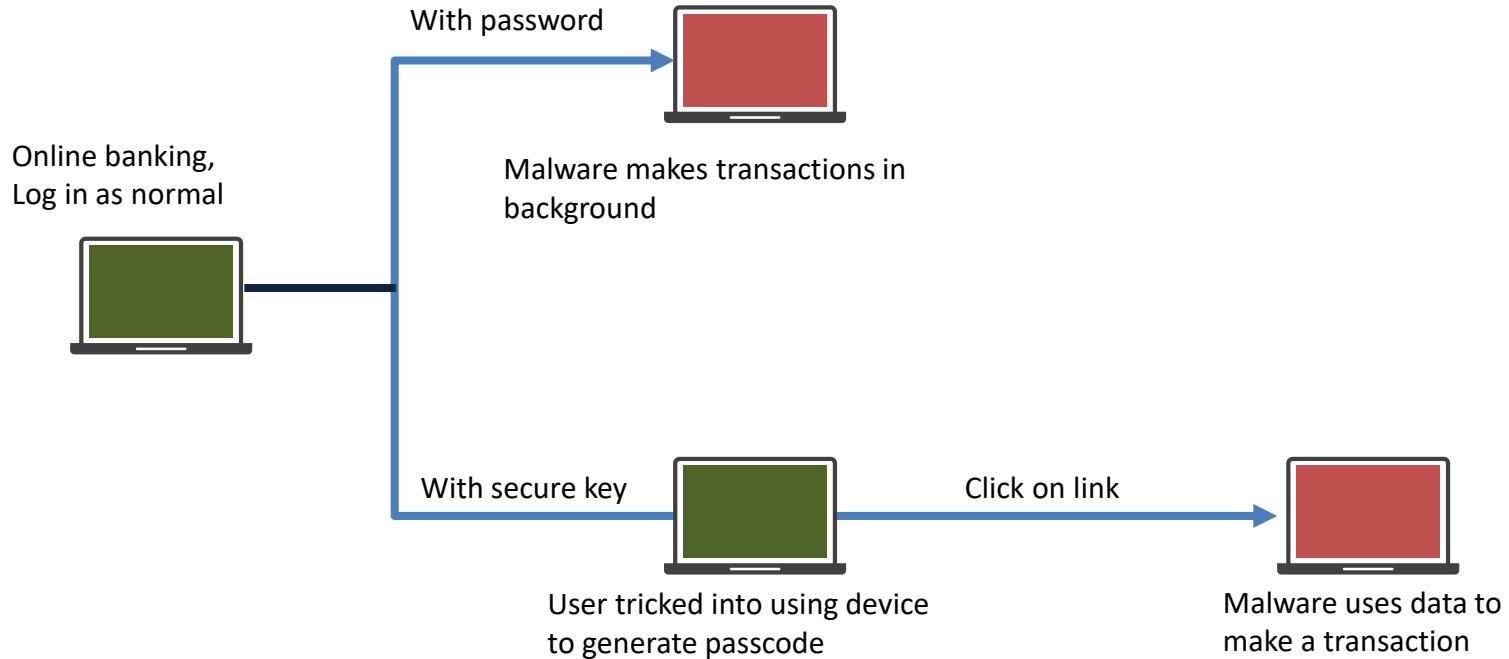 With password
Online banking,
Log in as normal
Malware makes transactions in
background
With secure key
Click on link
User tricked into using device
to generate passcode
Malware uses data to
make a transaction